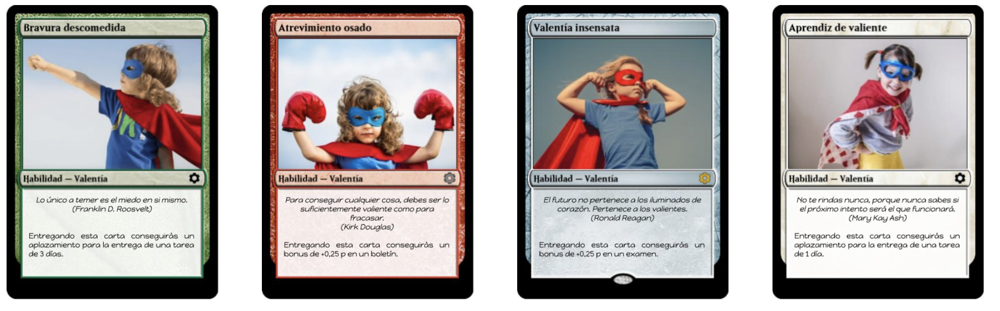 Bravura descomedida
Habilidad — Valentía
Lo único a temer es el miedo en si mismo.
(Franklin D. Roosvelt)
Entregando esta carta conseguirás un
aplazamiento para la entrega de una tarea
de 3 días.
Atrevimiento osado
Habilidad — Valentía
Para conseguir cualquier cosa, debes ser lo
suficientemente valiente como para
fracasar.
(Kirk Douglas)
Entregando esta carta conseguirás un
bonus de +0,25 p en un boletín.
Valentía insensata
Habilidad — Valentía
El futuro no pertenece a los iluminados de
corazón. Pertenece a los valientes.
(Ronald Reagan)
Entregando esta carta conseguirás un
bonus de +0,25 p en un examen.
Aprendiz de valiente
Habilidad — Valentía
No te rindas nunca, porque nunca sabes si
el próximo intento será el que funcionará.
(Mary Kay Ash)
Entregando esta carta conseguirás un
aplazamiento para la entrega de una tarea
de 1 día.